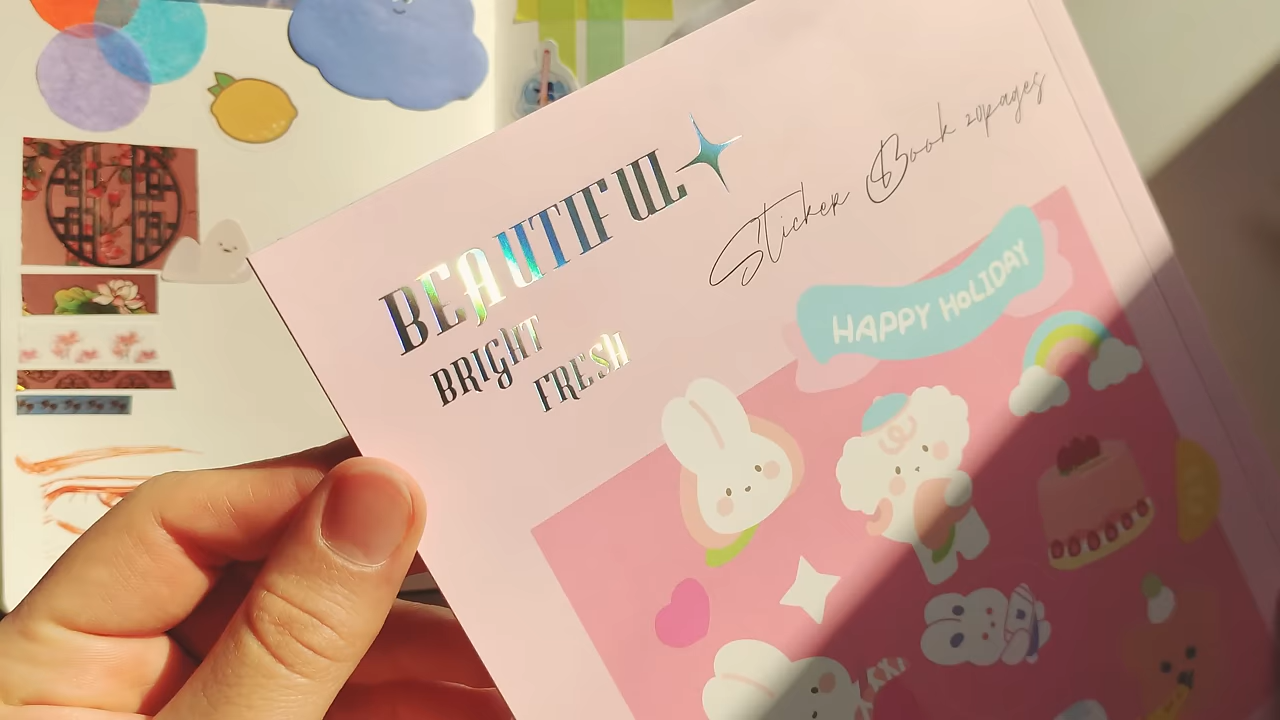 BEAUTIFUL
BRIGHT
FRESH
Sticker Book 20pages
HAPPY HOLIDAY